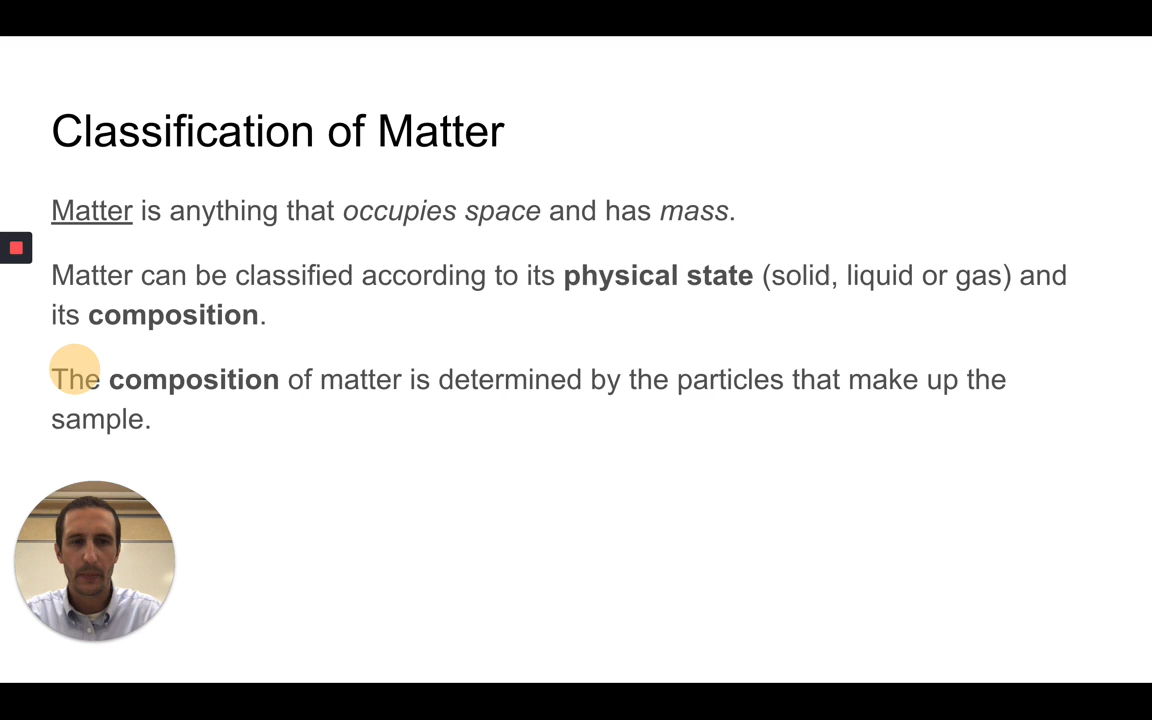 Classification of Matter
Matter is anything that occupies space and has mass.
Matter can be classified according to its physical state (solid, liquid or gas) and
its composition.
The composition of matter is determined by the particles that make up the
sample.